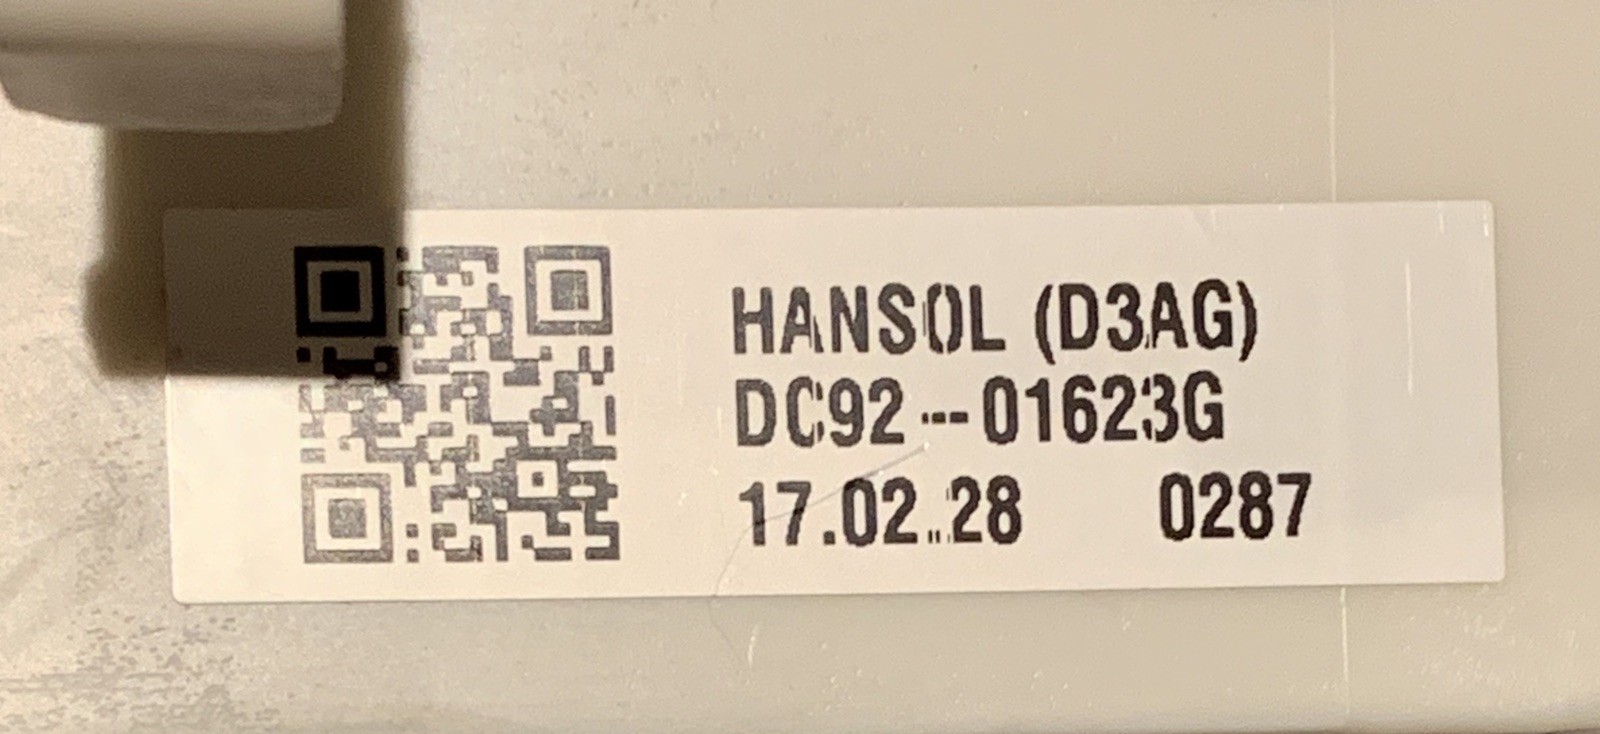 HANSOL (D3AG)
DC92-01623G
17.02.28 0287